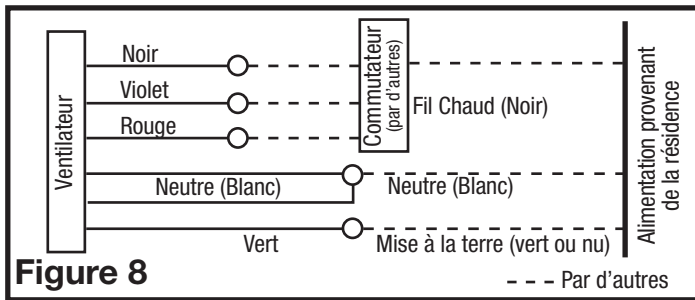 Ventilateur
Noir
Violet
Rouge
Commutateur
(par d'autres)
Fil Chaud (Noir)
Neutre (Blanc)
Neutre (Blanc)
Vert
Mise à la terre (vert ou nu)
Alimentation provenant
de la résidence
Figure 8
Par d'autres